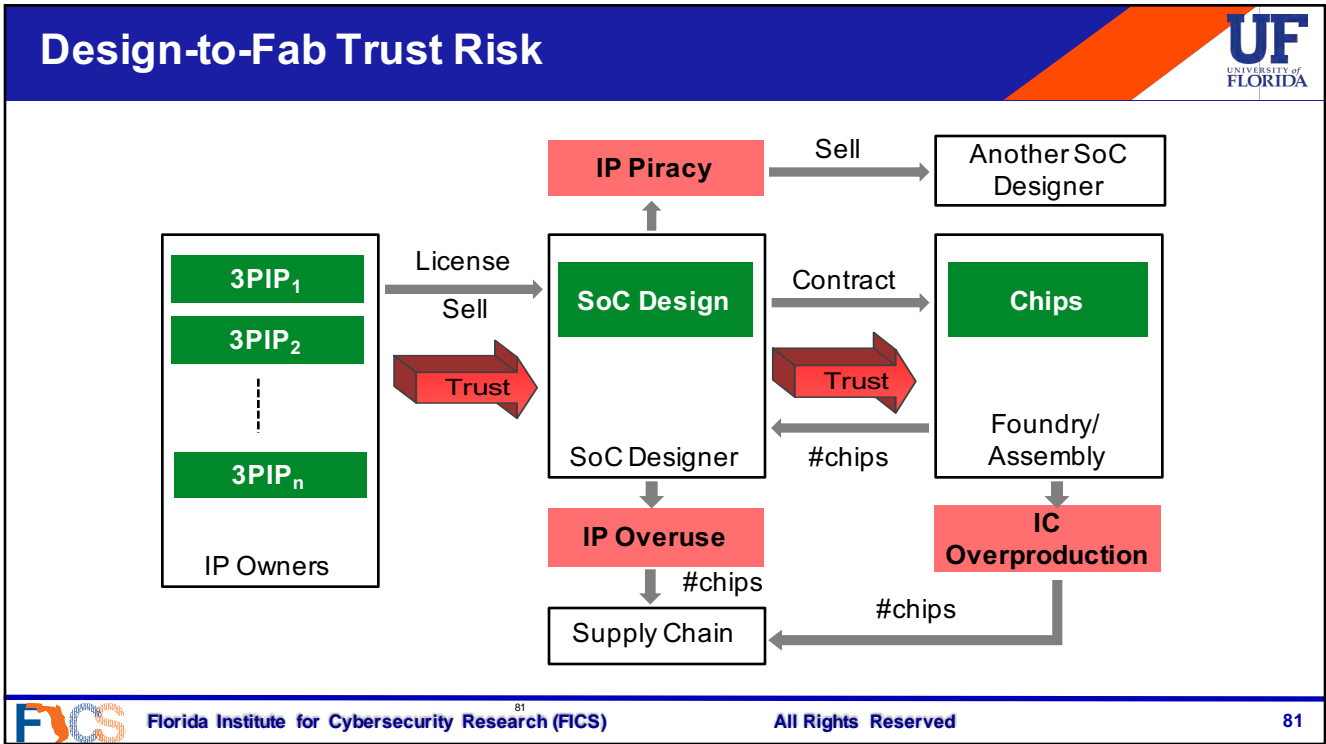 Design-to-Fab Trust Risk
UF
UNIVERSITY of
FLORIDA
IP Piracy
Sell
Another SoC
Designer
3PIP₁
3PIP₂
3PIPₙ
IP Owners
License
Sell
Trust
SoC Design
SoC Designer
Contract
Trust
#chips
Chips
Foundry/
Assembly
IP Overuse
#chips
Supply Chain
IC
Overproduction
#chips
FICS
81
Florida Institute for Cybersecurity Research (FICS)
All Rights Reserved
81